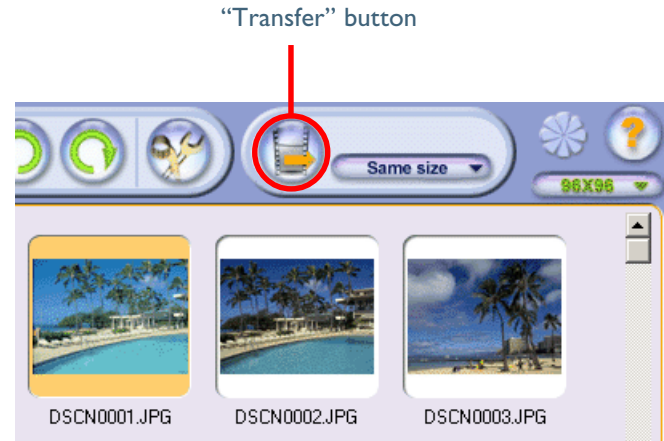 “Transfer” button
?
Same size
96X96
DSCN0001.JPG
DSCN0002.JPG
DSCN0003.JPG